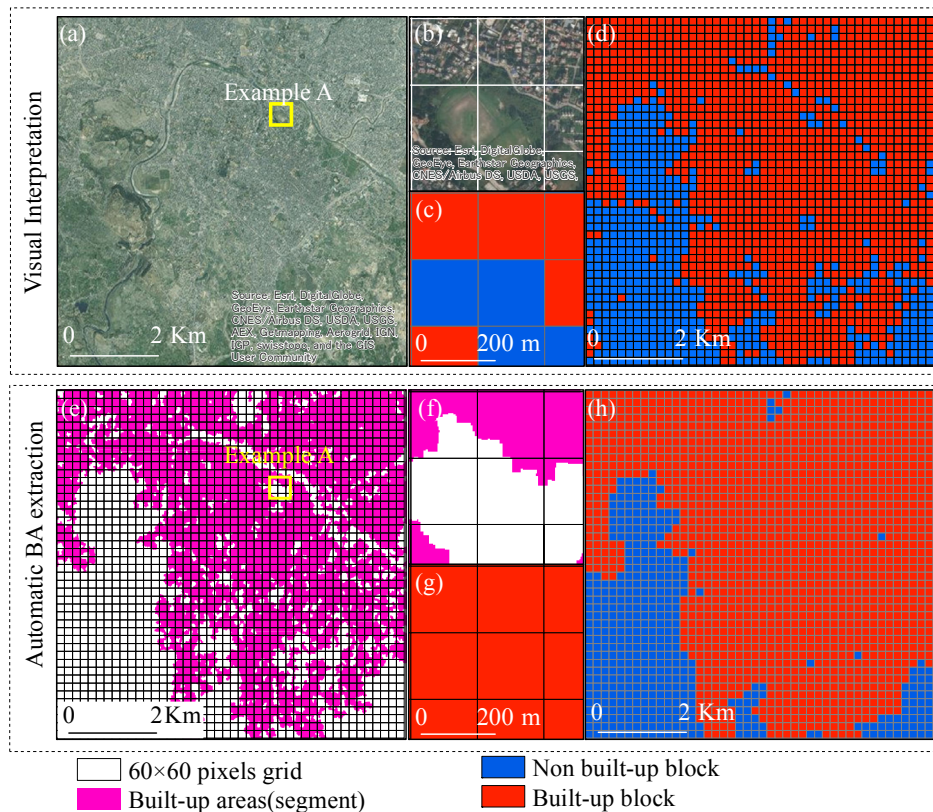 Visual Interpretation
(a)
Example A
Source: Esri, DigitalGlobe,
GeoEye, Earthstar Geographics,
CNES/Airbus DS, USDA, USGS,
AEX, Getmapping, Aerogrid, IGN,
IGP, swisstopo, and the GIS
User Community
0 2 Km
(b)
Source: Esri, DigitalGlobe,
GeoEye, Earthstar Geographics,
CNES/Airbus DS, USDA, USGS,
(c)
0 200 m
(d)
0 2 Km
Automatic BA extraction
(e)
Example A
0 2 Km
(f)
(g)
0 200 m
(h)
0 2 Km
60×60 pixels grid
Built-up areas(segment)
Non built-up block
Built-up block